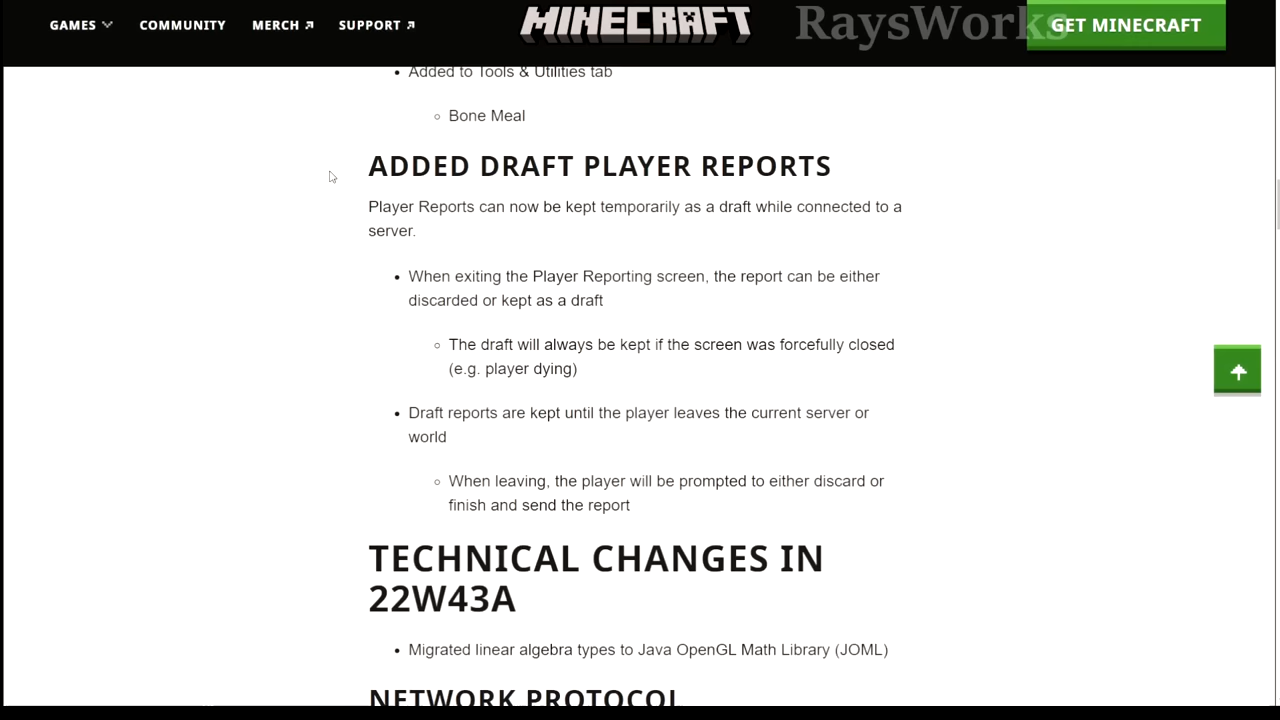 GAMES COMMUNITY MERCH SUPPORT MINECRAFT RaysWorks GET MINECRAFT
• Added to Tools & Utilities tab
◦ Bone Meal
ADDED DRAFT PLAYER REPORTS
Player Reports can now be kept temporarily as a draft while connected to a
server.
• When exiting the Player Reporting screen, the report can be either
discarded or kept as a draft
◦ The draft will always be kept if the screen was forcefully closed
(e.g. player dying)
• Draft reports are kept until the player leaves the current server or
world
◦ When leaving, the player will be prompted to either discard or
finish and send the report
TECHNICAL CHANGES IN
22W43A
• Migrated linear algebra types to Java OpenGL Math Library (JOML)
NETWORK PROTOCOL